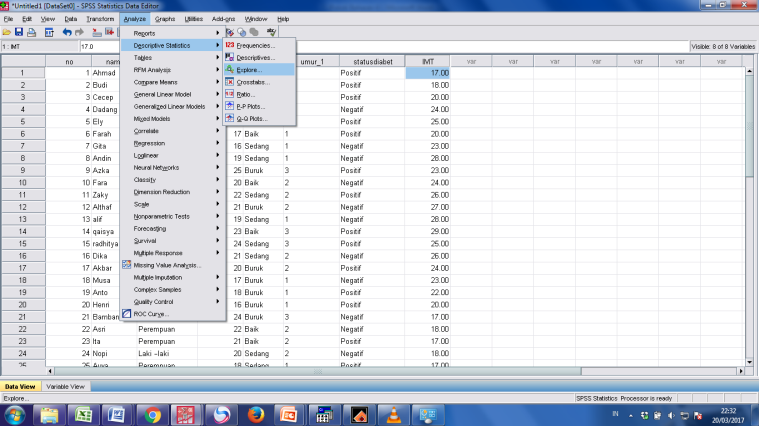 *Untitled1 [DataSet0] - SPSS Statistics Data Editor
File Edit View Data Transform Analyze Graphs Utilities Add-ons Window Help
1 : IMT 17.0 Visible: 8 of 8 Variables
Reports
Descriptive Statistics
Tables
RFM Analysis
Compare Means
General Linear Model
Generalized Linear Models
Mixed Models
Correlate
Regression
Loglinear
Neural Networks
Classify
Dimension Reduction
Scale
Nonparametric Tests
Forecasting
Survival
Multiple Response
Missing Value Analysis...
Multiple Imputation
Complex Samples
Quality Control
ROC Curve...
Frequencies...
Descriptives...
Explore...
Crosstabs...
Ratio...
P-P Plots...
Q-Q Plots...
no nam umur_1 statusdiabet IMT var var var var var var
1 1 Ahmad Positif 17.00
2 2 Budi Positif 18.00
3 3 Cecep Positif 20.00
4 4 Dadang Negatif 24.00
5 5 Ely Positif 25.00
6 6 Farah 17 Baik 1 Positif 20.00
7 7 Gita 16 Sedang 1 Negatif 23.00
8 8 Andin 19 Sedang 1 Negatif 28.00
9 9 Azka 25 Buruk 3 Positif 23.00
10 10 Fara 20 Baik 2 Negatif 24.00
11 11 Zaky 22 Sedang 2 Positif 26.00
12 12 Althaf 21 Buruk 2 Negatif 27.00
13 13 alif 19 Sedang 1 Negatif 28.00
14 14 qaisya 23 Baik 3 Positif 29.00
15 15 raditya 24 Sedang 3 Positif 25.00
16 16 Dika 21 Sedang 2 Negatif 26.00
17 17 Akbar 20 Buruk 2 Positif 24.00
18 18 Musa 17 Buruk 1 Negatif 23.00
19 19 Anto 18 Buruk 1 Positif 22.00
20 20 Henri 16 Buruk 1 Positif 20.00
21 21 Bamban 24 Buruk 3 Negatif 17.00
22 22 Asri Perempuan 22 Baik 2 Negatif 18.00
23 23 Ita Perempuan 21 Baik 2 Positif 17.00
24 24 Nopi Laki -laki 20 Sedang 2 Negatif 18.00
25 25 Auva Perempuan 18 Sedang 1 Positif 16.00
Data View Variable View
Explore... SPSS Statistics Processor is ready
IN 22:32
20/03/2017